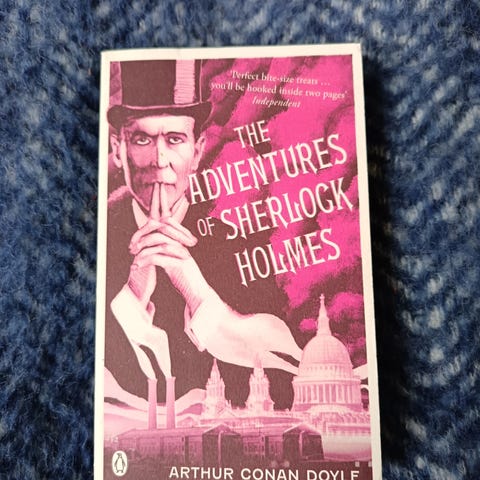 'Perfect bite-size treats ...
you'll be hooked inside two pages'
Independent
THE
ADVENTURES
OF SHERLOCK
HOLMES
ARTHUR CONAN DOYLE